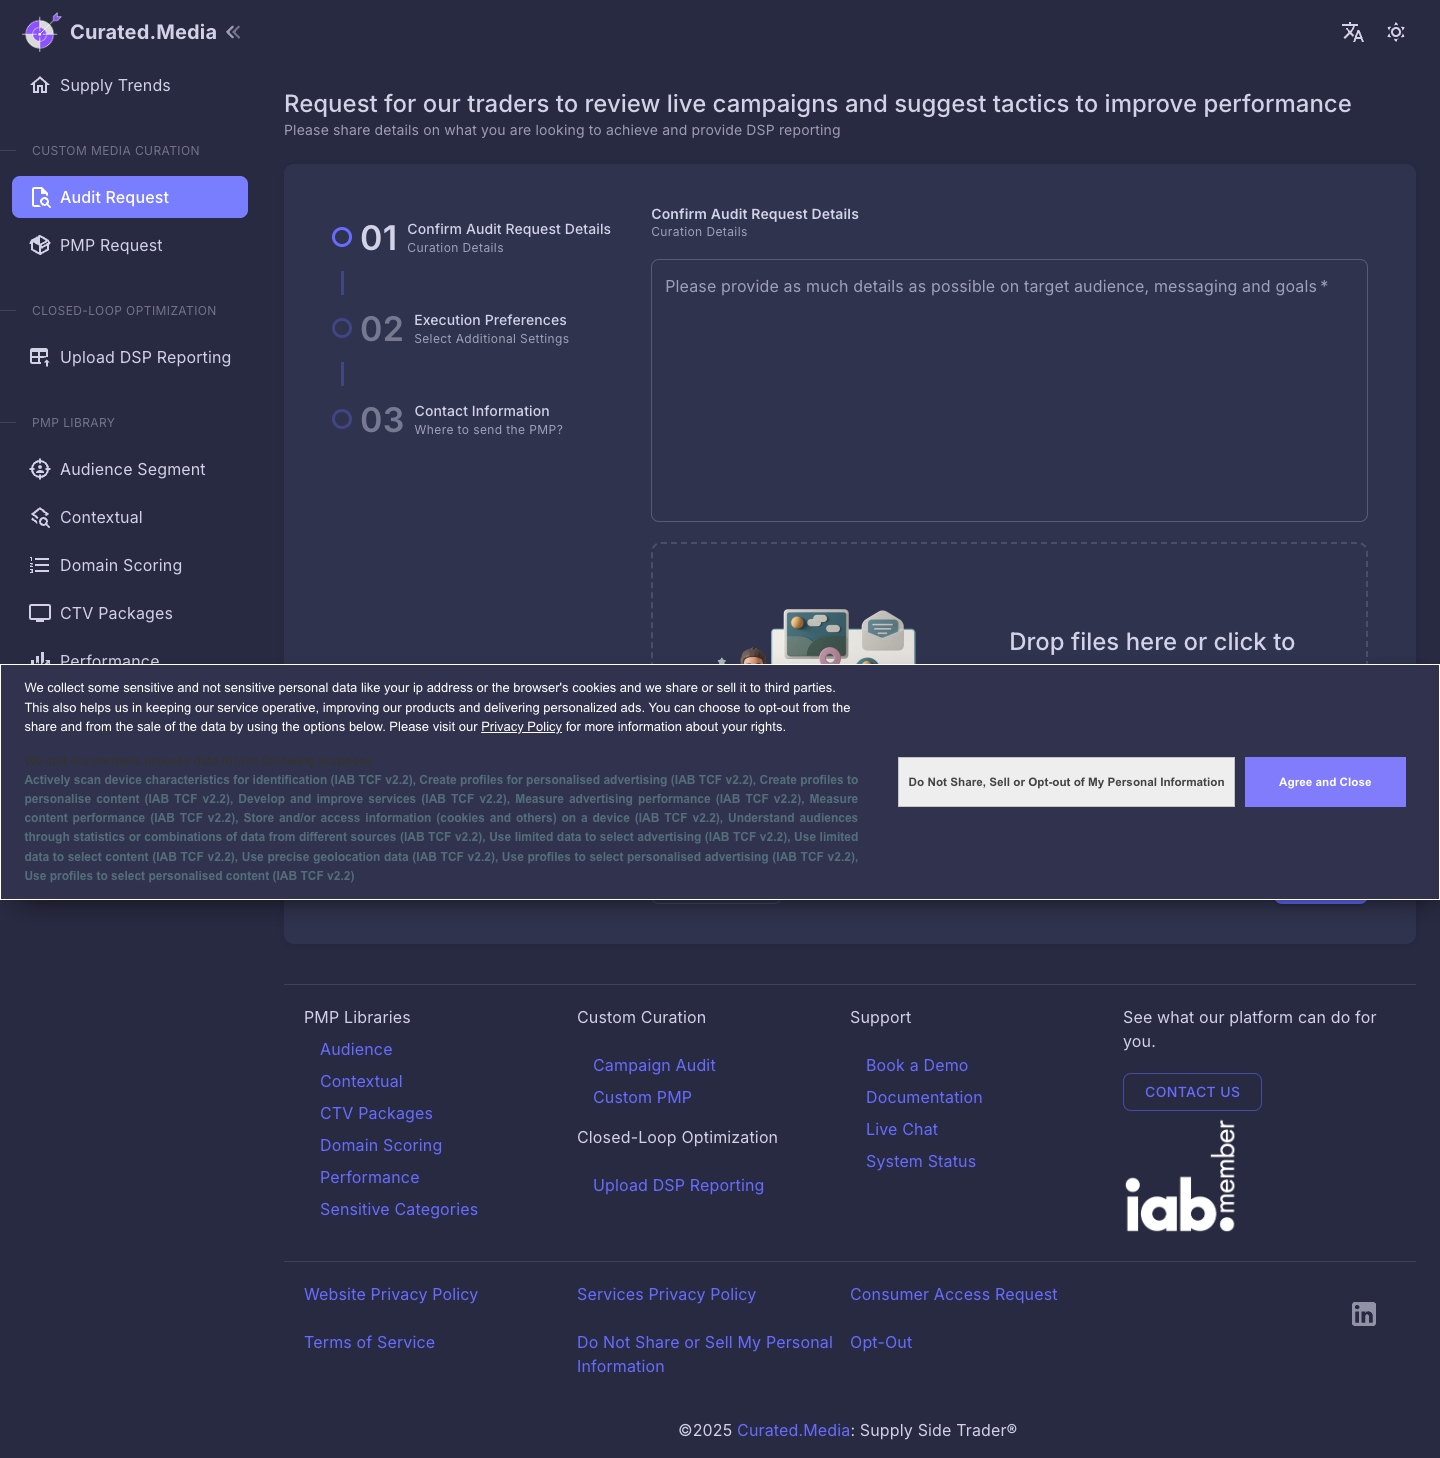 Curated.Media
Supply Trends
CUSTOM MEDIA CURATION
Audit Request
PMP Request
CLOSED-LOOP OPTIMIZATION
Upload DSP Reporting
PMP LIBRARY
Audience Segment
Contextual
Domain Scoring
CTV Packages
Performance
Request for our traders to review live campaigns and suggest tactics to improve performance
Please share details on what you are looking to achieve and provide DSP reporting
01
Confirm Audit Request Details
Curation Details
02
Execution Preferences
Select Additional Settings
03
Contact Information
Where to send the PMP?
Confirm Audit Request Details
Curation Details
Please provide as much details as possible on target audience, messaging and goals *
Drop files here or click to
We collect some sensitive and not sensitive personal data like your ip address or the browser's cookies and we share or sell it to third parties.
This also helps us in keeping our service operative, improving our products and delivering personalized ads. You can choose to opt-out from the
share and from the sale of the data by using the options below. Please visit our Privacy Policy for more information about your rights.
Actively scan device characteristics for identification (IAB TCF v2.2), Create profiles for personalised advertising (IAB TCF v2.2), Create profiles to
personalise content (IAB TCF v2.2), Develop and improve services (IAB TCF v2.2), Measure advertising performance (IAB TCF v2.2), Measure
content performance (IAB TCF v2.2), Store and/or access information (cookies and others) on a device (IAB TCF v2.2), Understand audiences
through statistics or combinations of data from different sources (IAB TCF v2.2), Use limited data to select advertising (IAB TCF v2.2), Use limited
data to select content (IAB TCF v2.2), Use precise geolocation data (IAB TCF v2.2), Use profiles to select personalised advertising (IAB TCF v2.2),
Use profiles to select personalised content (IAB TCF v2.2)
Do Not Share, Sell or Opt-out of My Personal Information
Agree and Close
PMP Libraries
Audience
Contextual
CTV Packages
Domain Scoring
Performance
Sensitive Categories
Custom Curation
Campaign Audit
Custom PMP
Closed-Loop Optimization
Upload DSP Reporting
Support
Book a Demo
Documentation
Live Chat
System Status
See what our platform can do for
you.
CONTACT US
iab. member
Website Privacy Policy
Services Privacy Policy
Consumer Access Request
Terms of Service
Do Not Share or Sell My Personal
Information
Opt-Out
©2025 Curated.Media: Supply Side Trader®